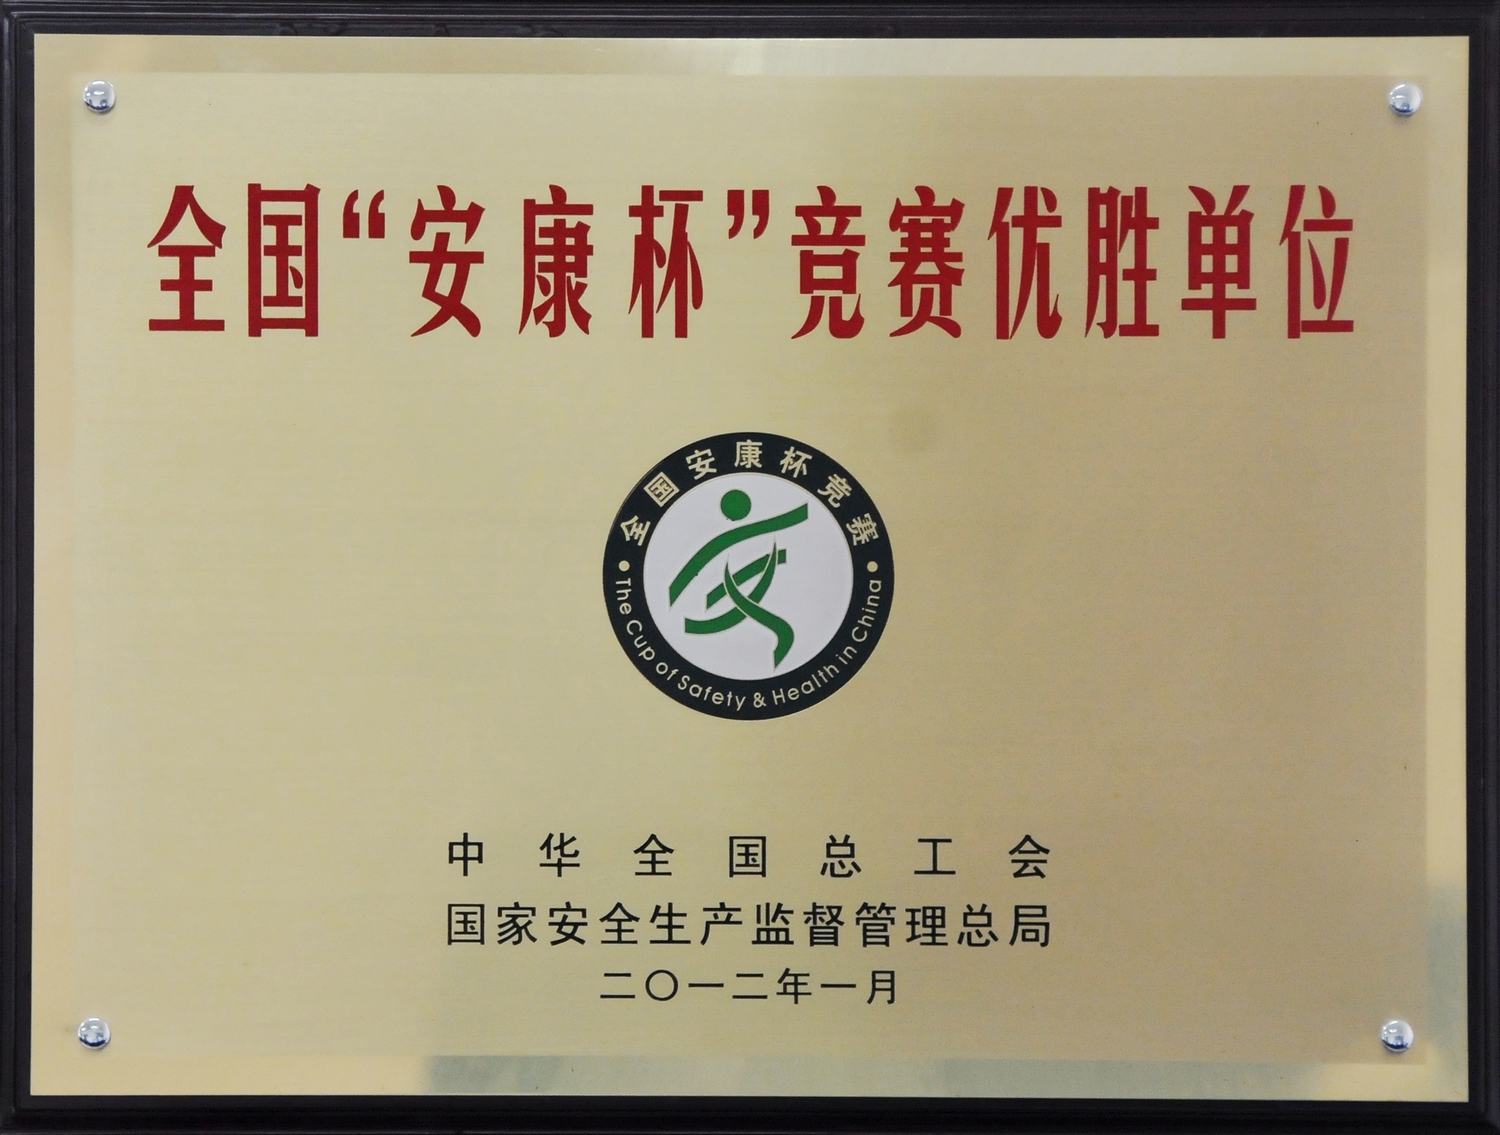 全国“安康杯”竞赛优胜单位
全国安康杯竞赛
The Cup of Safety & Health in China
中华全国总工会
国家安全生产监督管理总局
二〇一二年一月